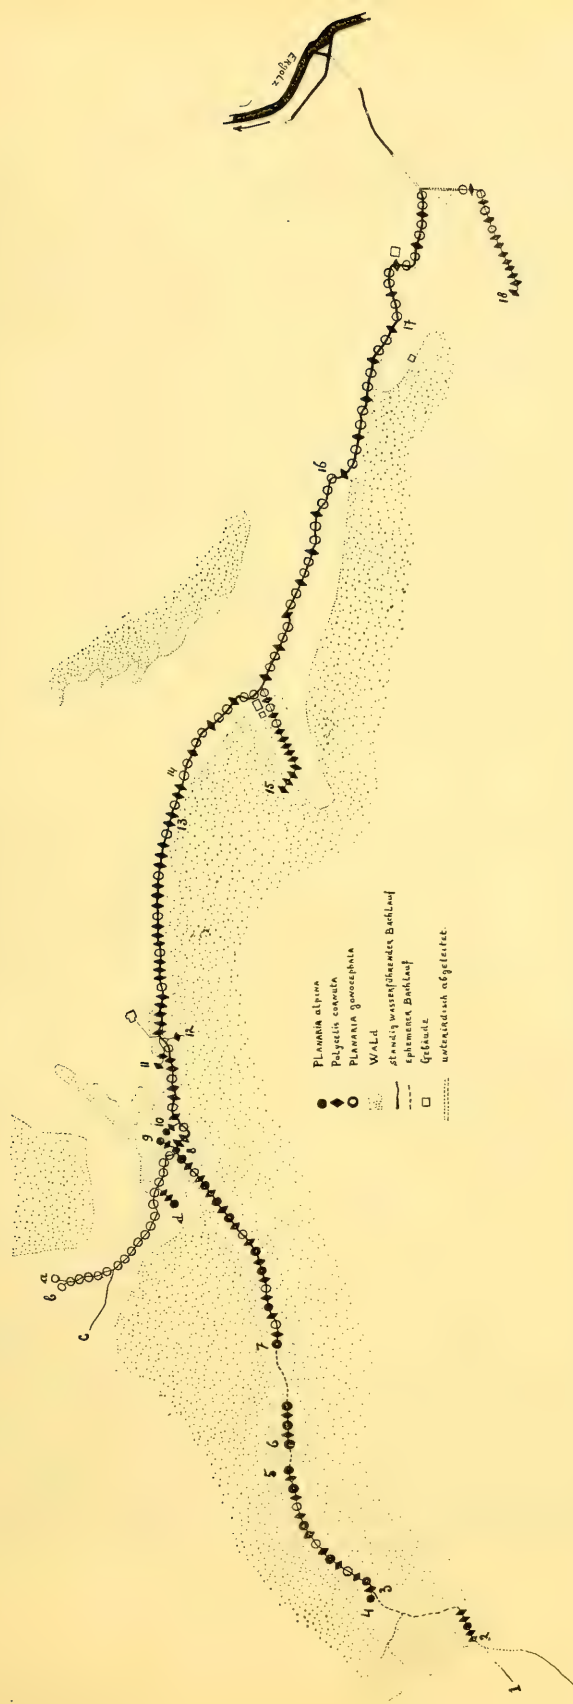 ERGOLZ
18
17
16
15
14
13
12
11
10
9
8
d
a
b
c
7
6
5
4
3
2
1
PLANARIA alpina
Polycelis cornuta
PLANARIA gonocephala
WALD
ständig wasserführender Bachlauf
Ephemerer Bachlauf
Gebäude
unterirdisch abgeleitet.